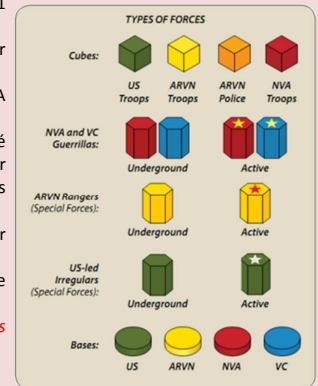 TYPES OF FORCES
Cubes:
US Troops
ARVN Troops
ARVN Police
NVA Troops
NVA and VC Guerrillas:
Underground
Active
ARVN Rangers
(Special Forces):
Underground
Active
US-led Irregulars
(Special Forces):
Underground
Active
Bases:
US
ARVN
NVA
VC